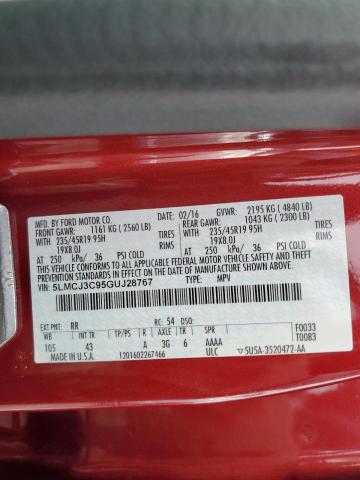 MFD. BY FORD MOTOR CO.
DATE: 02/16 GVWR: 2195 KG ( 4840 LB)
FRONT GAWR: 1161 KG ( 2560 LB) REAR GAWR: 1043 KG ( 2300 LB)
235/45R19 95H TIRES 235/45R19 95H TIRES
19X8.0J RIMS 19X8.0J RIMS
AT 250 kPa/ 36 PSI COLD AT 250 kPa/ 36 PSI COLD
THIS VEHICLE CONFORMS TO ALL APPLICABLE FEDERAL MOTOR VEHICLE SAFETY AND THEFT PREVENTION STANDARDS IN EFFECT ON THE DATE OF MANUFACTURE SHOWN ABOVE.
VIN: 5LMCJ3C95GUJ28767 TYPE: MPV
EXT PNT: RR RC: 54 DSO:
WB INT TR TP/PS R AXLE TR SPR F0033
105 43 A 3G 6 AAAA T0083
MADE IN U.S.A. 1201602267466 ULC ▽5U5A-3520472-AA